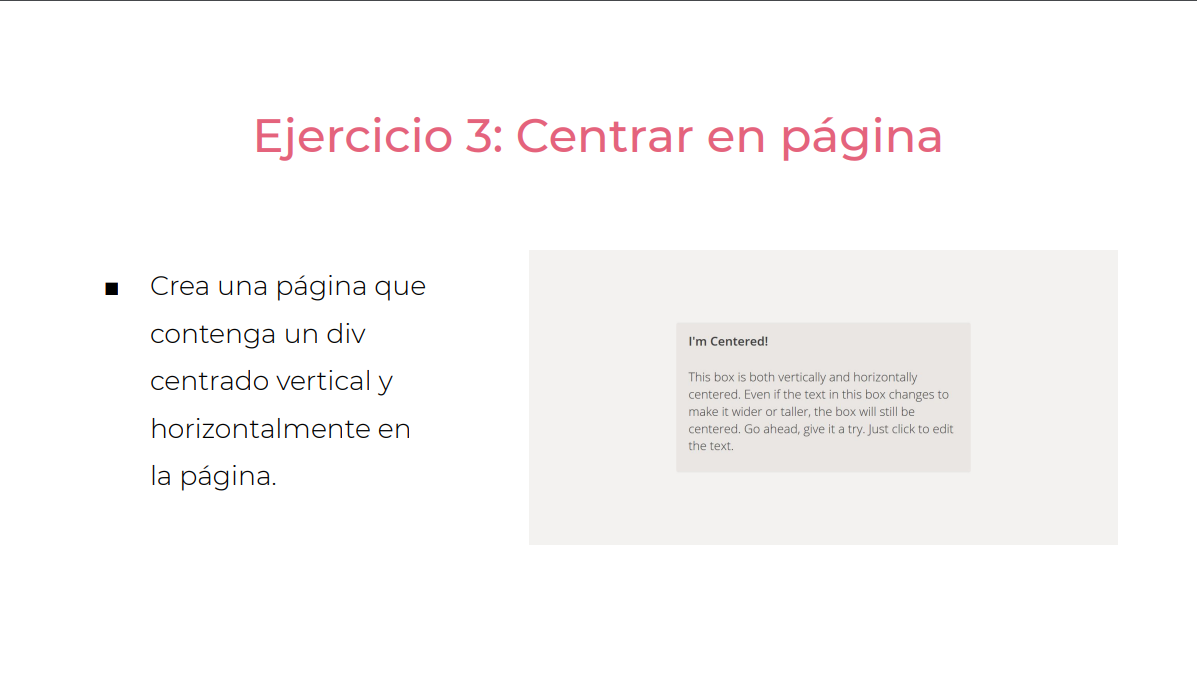 Ejercicio 3: Centrar en página
▪ Crea una página que
contenga un div
centrado vertical y
horizontalmente en
la página.
I'm Centered!
This box is both vertically and horizontally
centered. Even if the text in this box changes to
make it wider or taller, the box will still be
centered. Go ahead, give it a try. Just click to edit
the text.